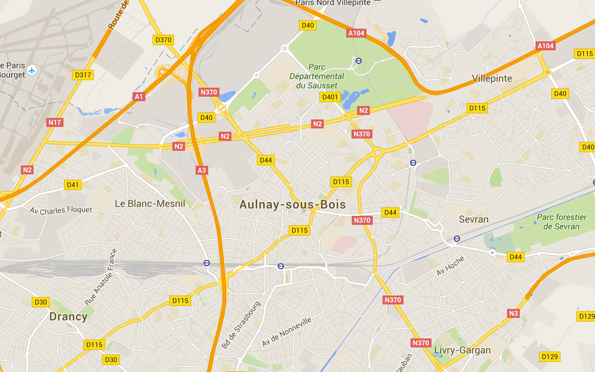 Paris Nord Villepinte
Route de
D40
A104
D370
A104
D115
e Paris
Bourget
Parc
Départemental
du Sausset
D317
Villepinte
A1
N370
D401
D40
N2
D115
N17
D40
N2
N2
N370
N2
D40
D44
N2
A3
D41
D115
Le Blanc-Mesnil
Aulnay-sous-Bois
Av Charles Floquet
D44
N370
Sevran
Parc forestier
de Sevran
D115
D44
Rue Anatole France
Av Hoche
D30
D115
N370
N3
Drancy
Bd de Strasbourg
Av de Nonneville
D129
D115
N370
Livry-Gargan
D30
D129
Vauban